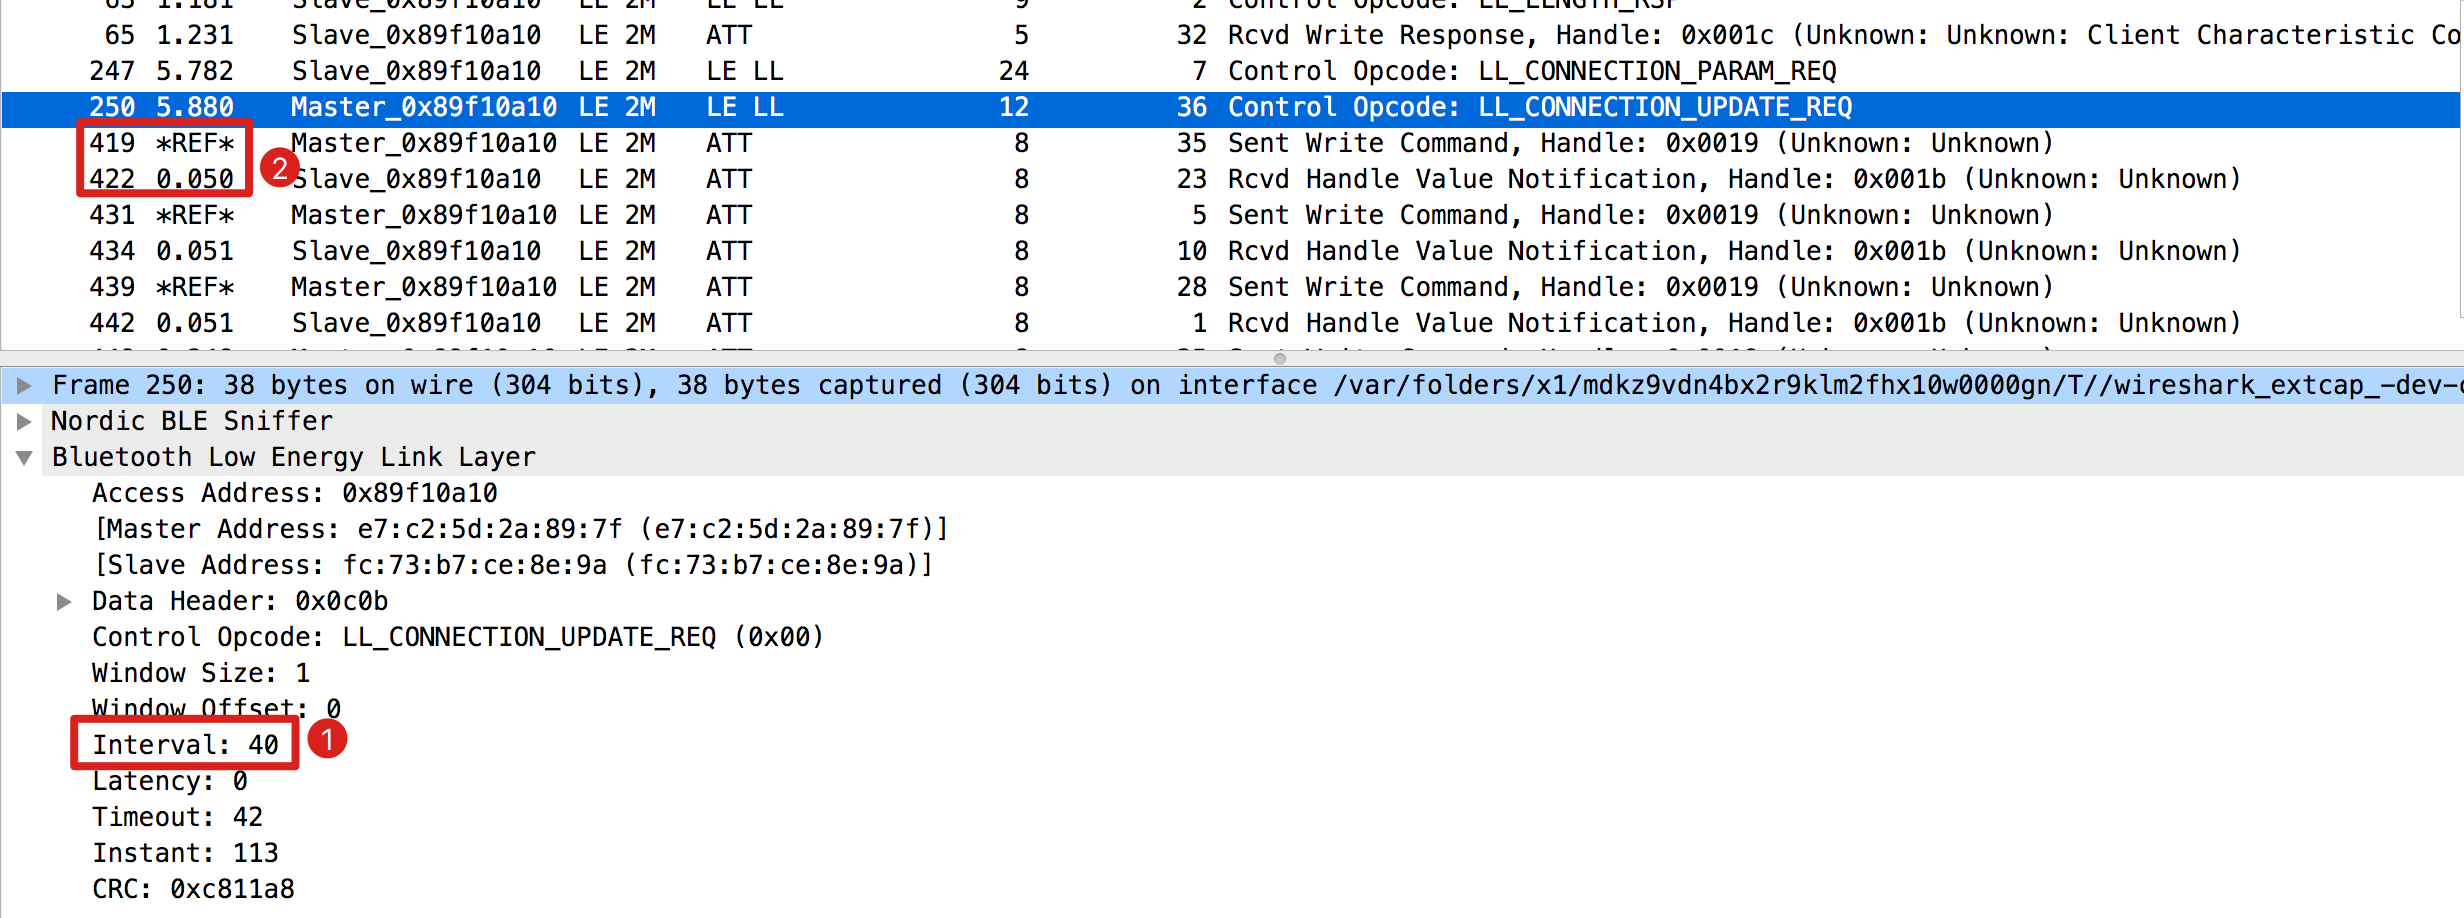 63 1.181 Slave_0x89f10a10 LE 2M LE LL 9 2 Control Opcode: LL_LENGTH_RSP
65 1.231 Slave_0x89f10a10 LE 2M ATT 5 32 Rcvd Write Response, Handle: 0x001c (Unknown: Unknown: Client Characteristic Co
247 5.782 Slave_0x89f10a10 LE 2M LE LL 24 7 Control Opcode: LL_CONNECTION_PARAM_REQ
250 5.880 Master_0x89f10a10 LE 2M LE LL 12 36 Control Opcode: LL_CONNECTION_UPDATE_REQ
419 *REF* Master_0x89f10a10 LE 2M ATT 8 35 Sent Write Command, Handle: 0x0019 (Unknown: Unknown)
2
422 0.050 Slave_0x89f10a10 LE 2M ATT 8 23 Rcvd Handle Value Notification, Handle: 0x001b (Unknown: Unknown)
431 *REF* Master_0x89f10a10 LE 2M ATT 8 5 Sent Write Command, Handle: 0x0019 (Unknown: Unknown)
434 0.051 Slave_0x89f10a10 LE 2M ATT 8 10 Rcvd Handle Value Notification, Handle: 0x001b (Unknown: Unknown)
439 *REF* Master_0x89f10a10 LE 2M ATT 8 28 Sent Write Command, Handle: 0x0019 (Unknown: Unknown)
442 0.051 Slave_0x89f10a10 LE 2M ATT 8 1 Rcvd Handle Value Notification, Handle: 0x001b (Unknown: Unknown)
Frame 250: 38 bytes on wire (304 bits), 38 bytes captured (304 bits) on interface /var/folders/x1/mdkz9vdn4bx2r9klm2fhx10w0000gn/T//wireshark_extcap_-dev-c
Nordic BLE Sniffer
Bluetooth Low Energy Link Layer
Access Address: 0x89f10a10
[Master Address: e7:c2:5d:2a:89:7f (e7:c2:5d:2a:89:7f)]
[Slave Address: fc:73:b7:ce:8e:9a (fc:73:b7:ce:8e:9a)]
Data Header: 0x0c0b
Control Opcode: LL_CONNECTION_UPDATE_REQ (0x00)
Window Size: 1
Window Offset: 0
Interval: 40 1
Latency: 0
Timeout: 42
Instant: 113
CRC: 0xc811a8